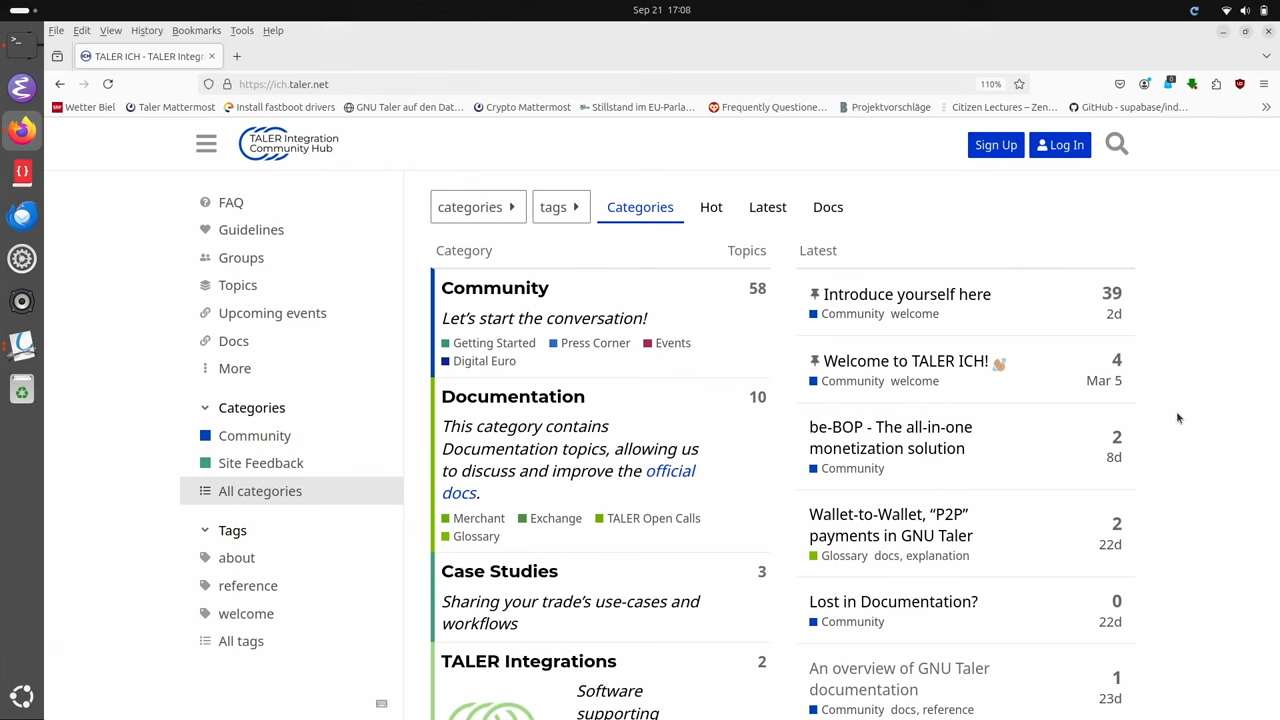 Sep 21 17:08
File Edit View History Bookmarks Tools Help
TALER ICH - TALER Integr
https://ich.taler.net
110%
Wetter Biel
Taler Mattermost
Install fastboot drivers
GNU Taler auf den Dat…
Crypto Mattermost
Stillstand im EU-Parla…
Frequently Questione…
Projektvorschläge
Citizen Lectures – Zen…
GitHub - supabase/ind…
TALER Integration
Community Hub
Sign Up
Log In
FAQ
Guidelines
Groups
Topics
Upcoming events
Docs
More
Categories
Community
Site Feedback
All categories
Tags
about
reference
welcome
All tags
categories
tags
Categories
Hot
Latest
Docs
Category Topics
Community 58
Let's start the conversation!
Getting Started Press Corner Events
Digital Euro
Documentation 10
This category contains
Documentation topics, allowing us
to discuss and improve the official
docs.
Merchant Exchange TALER Open Calls
Glossary
Case Studies 3
Sharing your trade's use-cases and
workflows
TALER Integrations 2
Software
supporting
Latest
Introduce yourself here 39
Community welcome 2d
Welcome to TALER ICH! 4
Community welcome Mar 5
be-BOP - The all-in-one
monetization solution 2
Community 8d
Wallet-to-Wallet, “P2P”
payments in GNU Taler 2
Glossary docs, explanation 22d
Lost in Documentation? 0
Community 22d
An overview of GNU Taler
documentation 1
Community docs, reference 23d